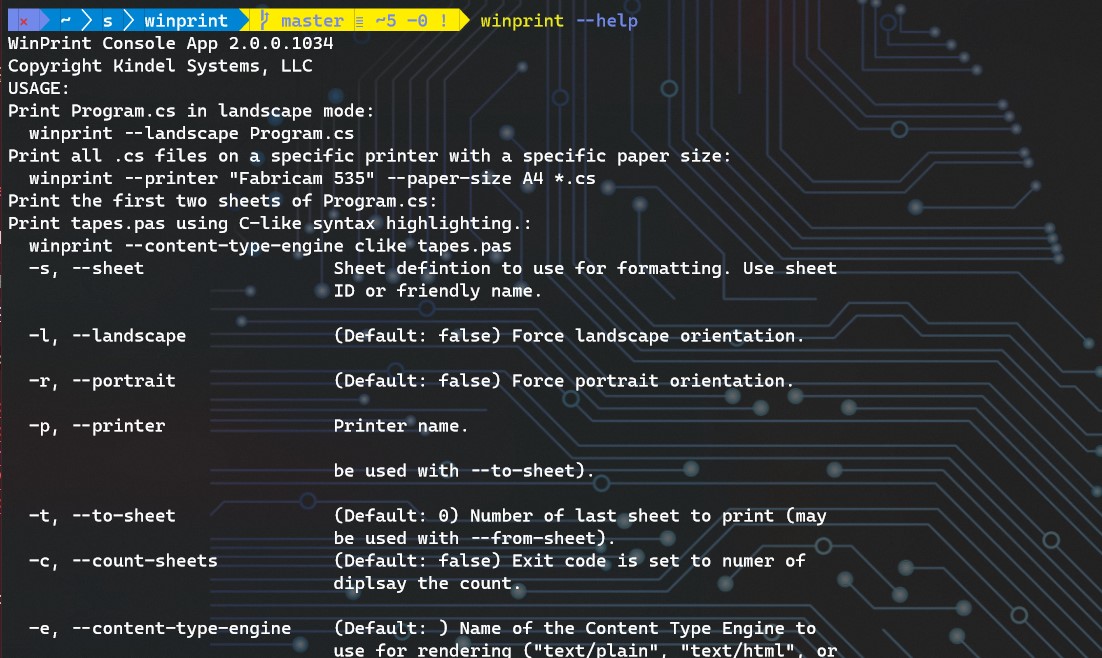 × ~ s winprint master ≡ ~5 -0 ! winprint --help
WinPrint Console App 2.0.0.1034
Copyright Kindel Systems, LLC
USAGE:
Print Program.cs in landscape mode:
winprint --landscape Program.cs
Print all .cs files on a specific printer with a specific paper size:
winprint --printer "Fabricam 535" --paper-size A4 *.cs
Print the first two sheets of Program.cs:
Print tapes.pas using C-like syntax highlighting.:
winprint --content-type-engine clike tapes.pas
-s, --sheet Sheet defintion to use for formatting. Use sheet
ID or friendly name.
-l, --landscape (Default: false) Force landscape orientation.
-r, --portrait (Default: false) Force portrait orientation.
-p, --printer Printer name.
be used with --to-sheet).
-t, --to-sheet (Default: 0) Number of last sheet to print (may
be used with --from-sheet).
-c, --count-sheets (Default: false) Exit code is set to numer of
diplsay the count.
-e, --content-type-engine (Default: ) Name of the Content Type Engine to
use for rendering ("text/plain", "text/html", or